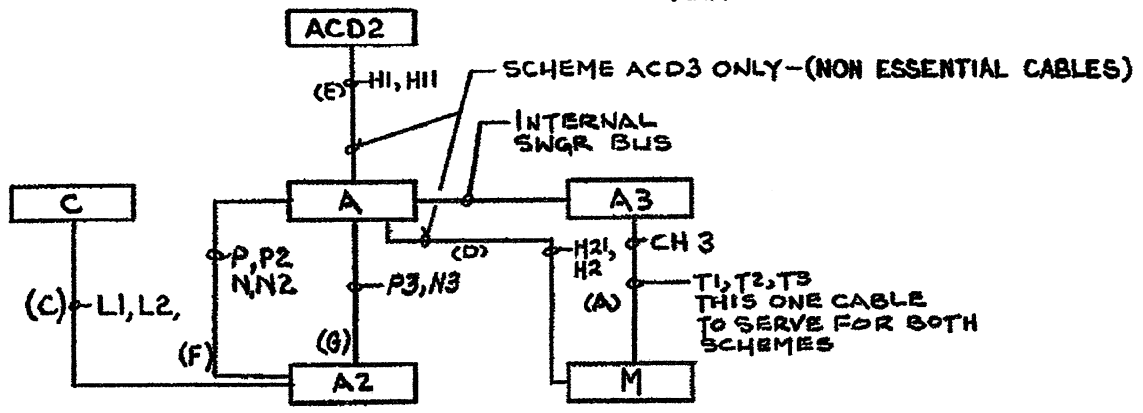 ACD2
SCHEME ACD3 ONLY-(NON ESSENTIAL CABLES)
(E) H1, H11
INTERNAL
SWGR BUS
C
A
A3
P, P2
N, N2
(D)
H21,
H2
CH 3
(C) L1, L2,
P3, N3
(A)
T1, T2, T3
THIS ONE CABLE
TO SERVE FOR BOTH
SCHEMES
(F)
(G)
A2
M